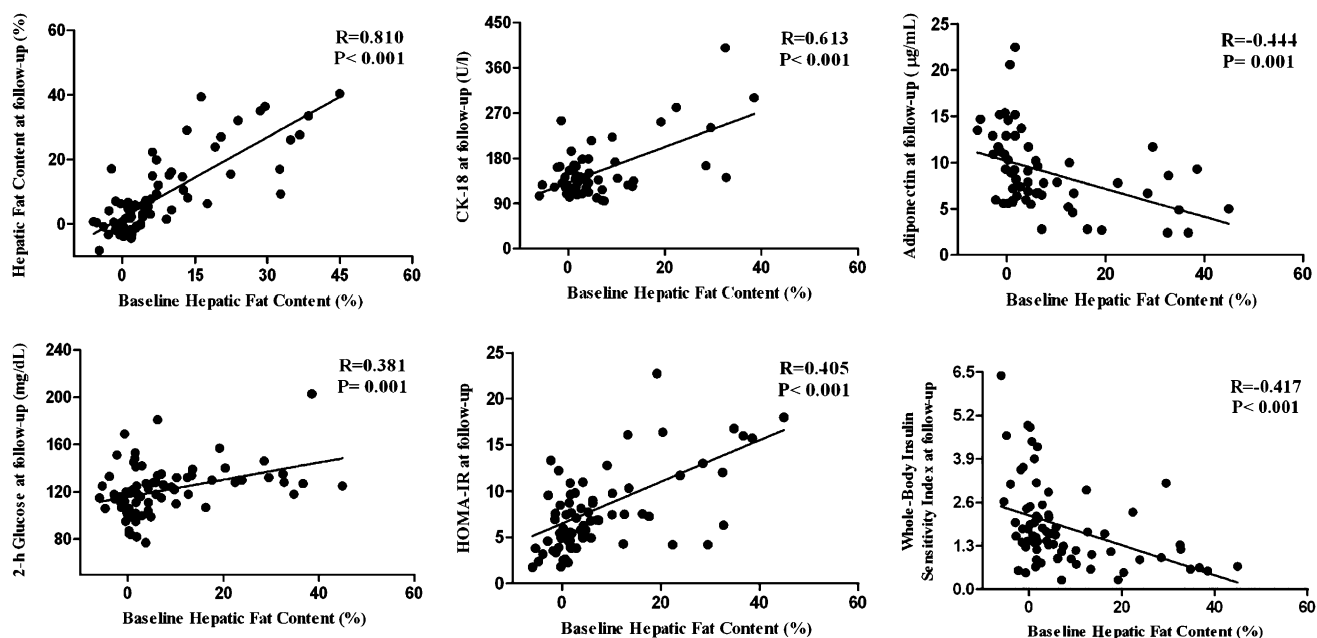 Hepatic Fat Content at follow-up (%)
60
40
20
0
R=0.810
P< 0.001
0 15 30 45 60
Baseline Hepatic Fat Content (%)
CK-18 at follow-up (U/l)
450
360
270
180
90
0
R=0.613
P< 0.001
0 20 40 60
Baseline Hepatic Fat Content (%)
Adiponectin at follow-up ( µg/mL)
25
20
15
10
5
0
R=-0.444
P= 0.001
0 20 40 60
Baseline Hepatic Fat Content (%)
2-h Glucose at follow-up (mg/dL)
240
200
160
120
80
R=0.381
P= 0.001
0 20 40 60
Baseline Hepatic Fat Content (%)
HOMA-IR at follow-up
25
20
15
10
5
0
R=0.405
P< 0.001
0 20 40 60
Baseline Hepatic Fat Content (%)
Whole-Body Insulin
Sensitivity Index at follow-up
6.5
5.2
3.9
2.6
1.3
0.0
R=-0.417
P< 0.001
0 20 40 60
Baseline Hepatic Fat Content (%)